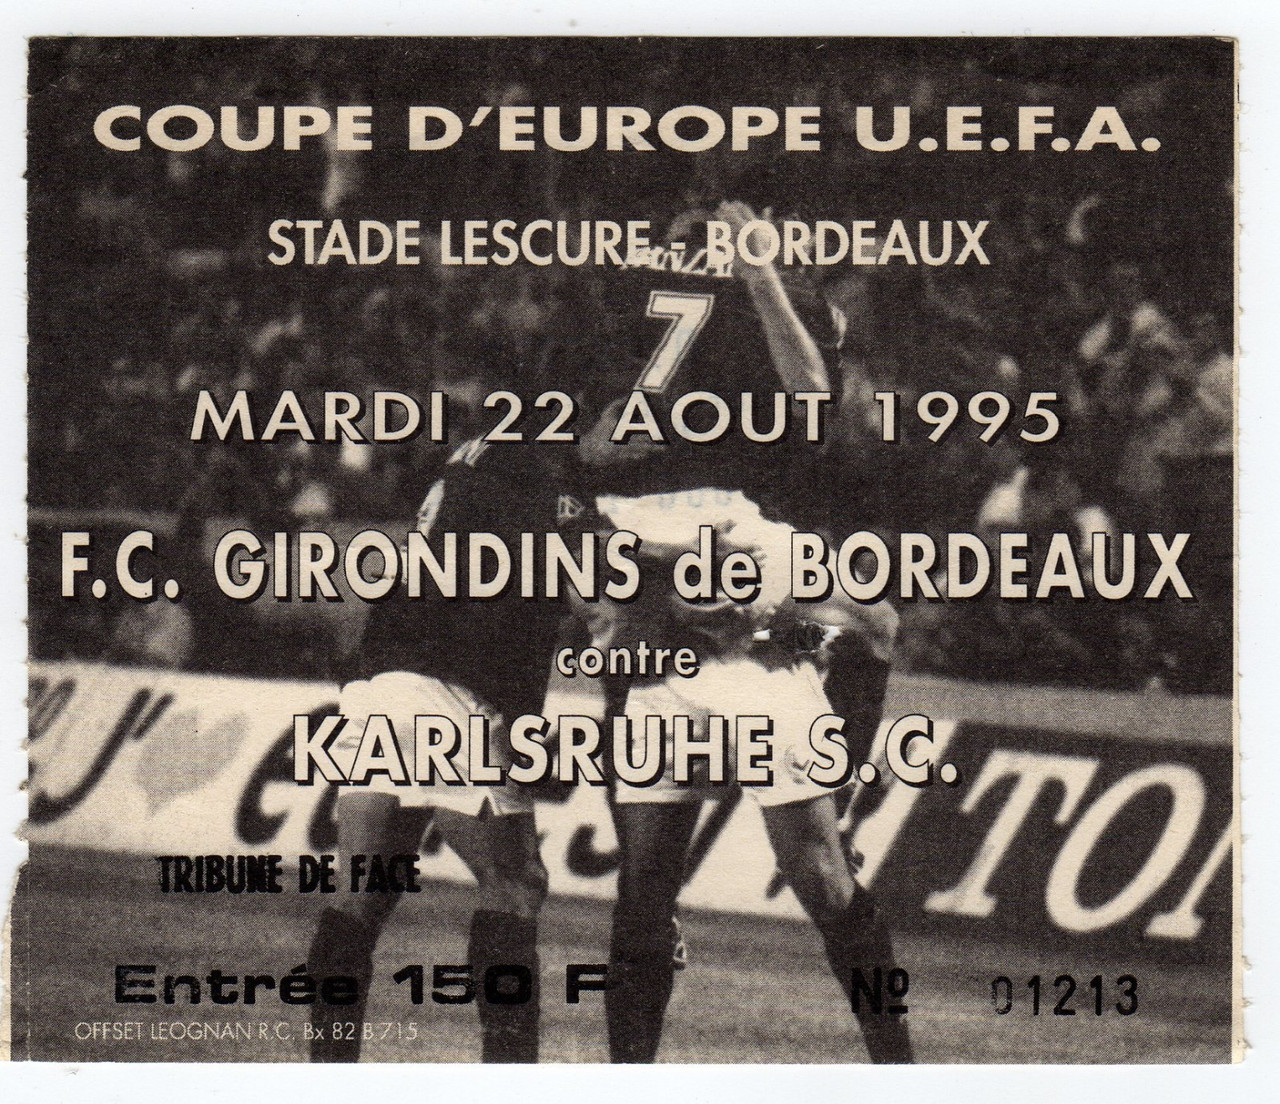 COUPE D'EUROPE U.E.F.A.
STADE LESCURE - BORDEAUX
7
MARDI 22 AOUT 1995
F.C. GIRONDINS de BORDEAUX
contre
KARLSRUHE S.C.
TRIBUNE DE FACE
Entrée 150 F
Nº 01213
OFFSET LEOGNAN R.C. Bx 82 B 715